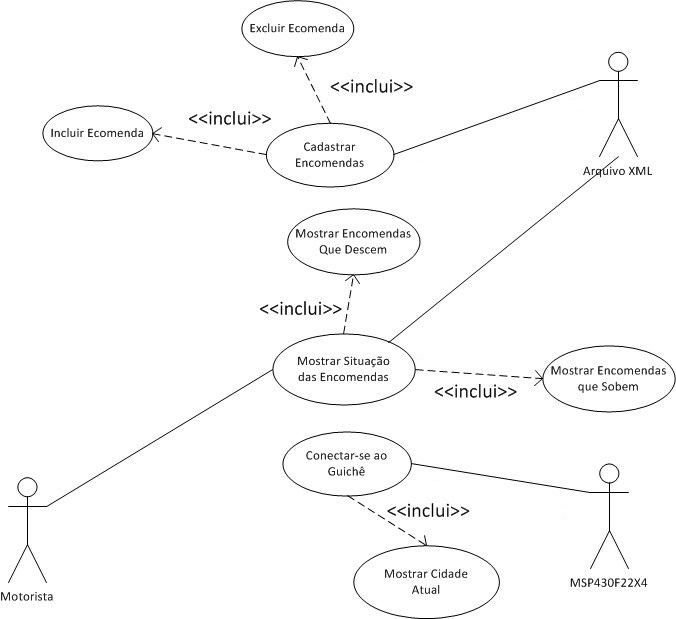 Excluir Ecomenda
<<inclui>>
<<inclui>>
Incluir Ecomenda
Cadastrar
Encomendas
Arquivo XML
Mostrar Encomendas
Que Descem
<<inclui>>
Mostrar Situação
das Encomendas
Mostrar Encomendas
que Sobem
<<inclui>>
Conectar-se ao
Guichê
<<inclui>>
Mostrar Cidade
Atual
MSP430F22X4
Motorista